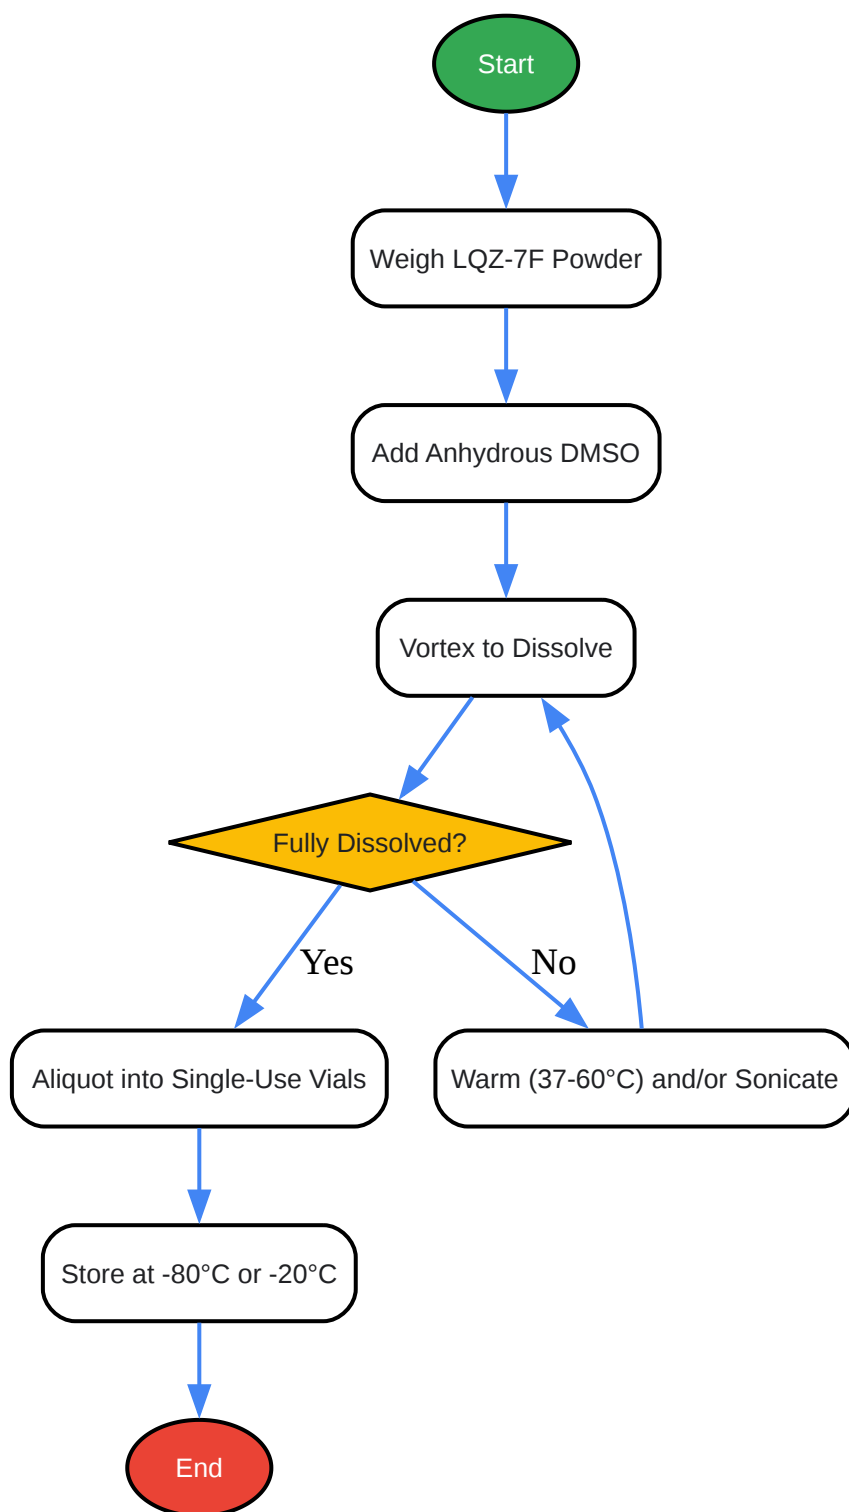 Start
Weigh LQZ-7F Powder
Add Anhydrous DMSO
Vortex to Dissolve
Fully Dissolved?
Yes
No
Aliquot into Single-Use Vials
Warm (37-60°C) and/or Sonicate
Store at -80°C or -20°C
End